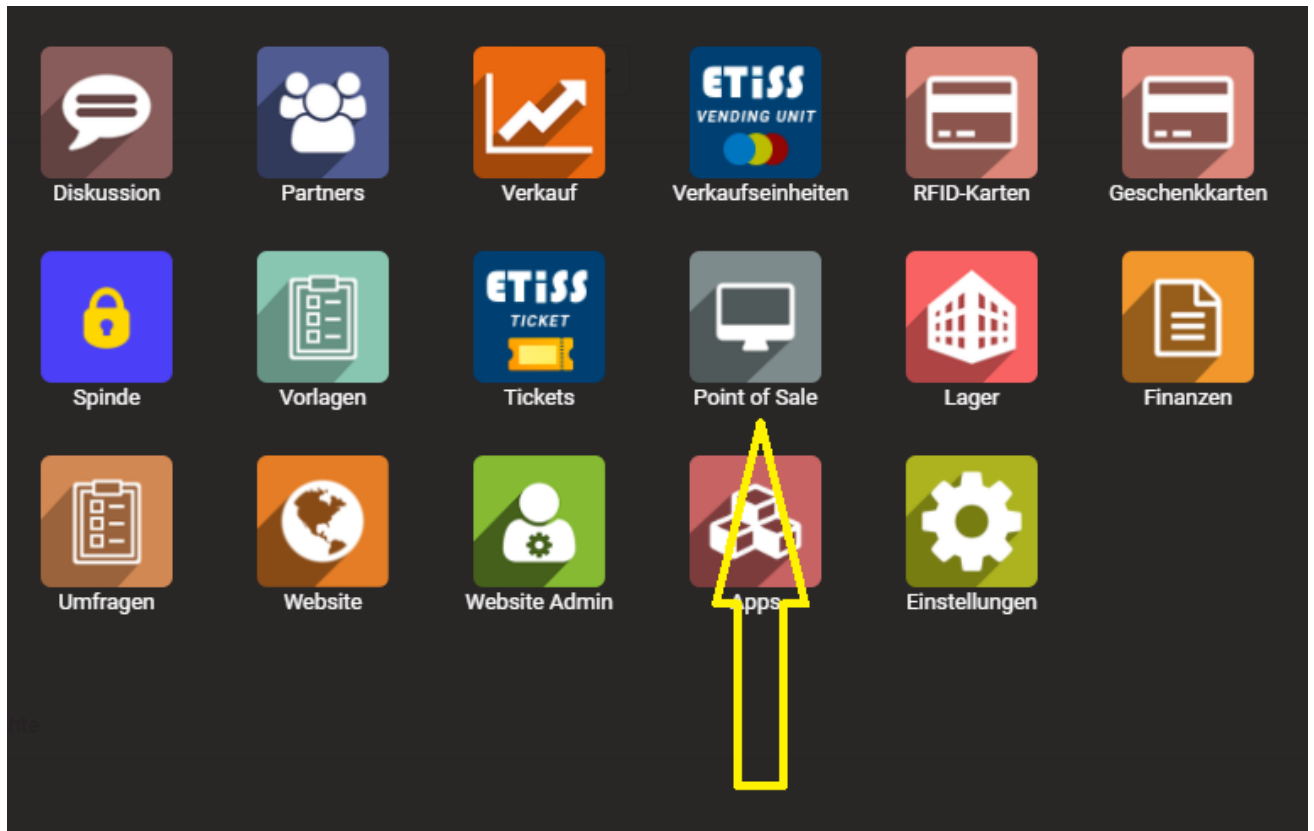 ETiSS
VENDING UNIT
Diskussion
Partners
Verkauf
Verkaufseinheiten
RFID-Karten
Geschenkkarten
ETiSS
TICKET
Spinde
Vorlagen
Tickets
Point of Sale
Lager
Finanzen
Umfragen
Website
Website Admin
Apps
Einstellungen